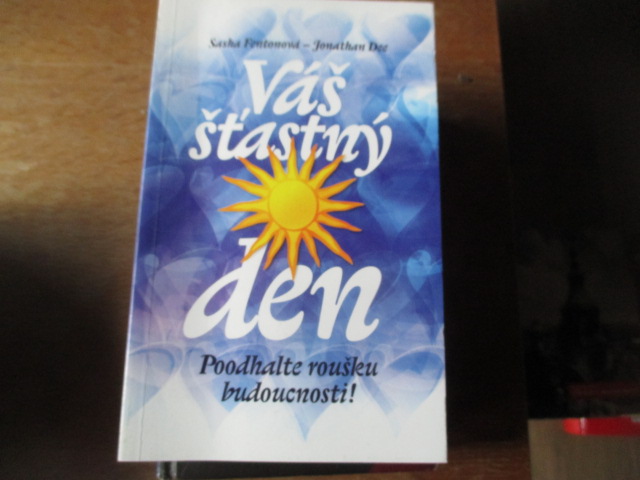 Sasha Fentonová – Jonathan Dee
Váš
šťastný
den
Poodhalte roušku
budoucnosti!